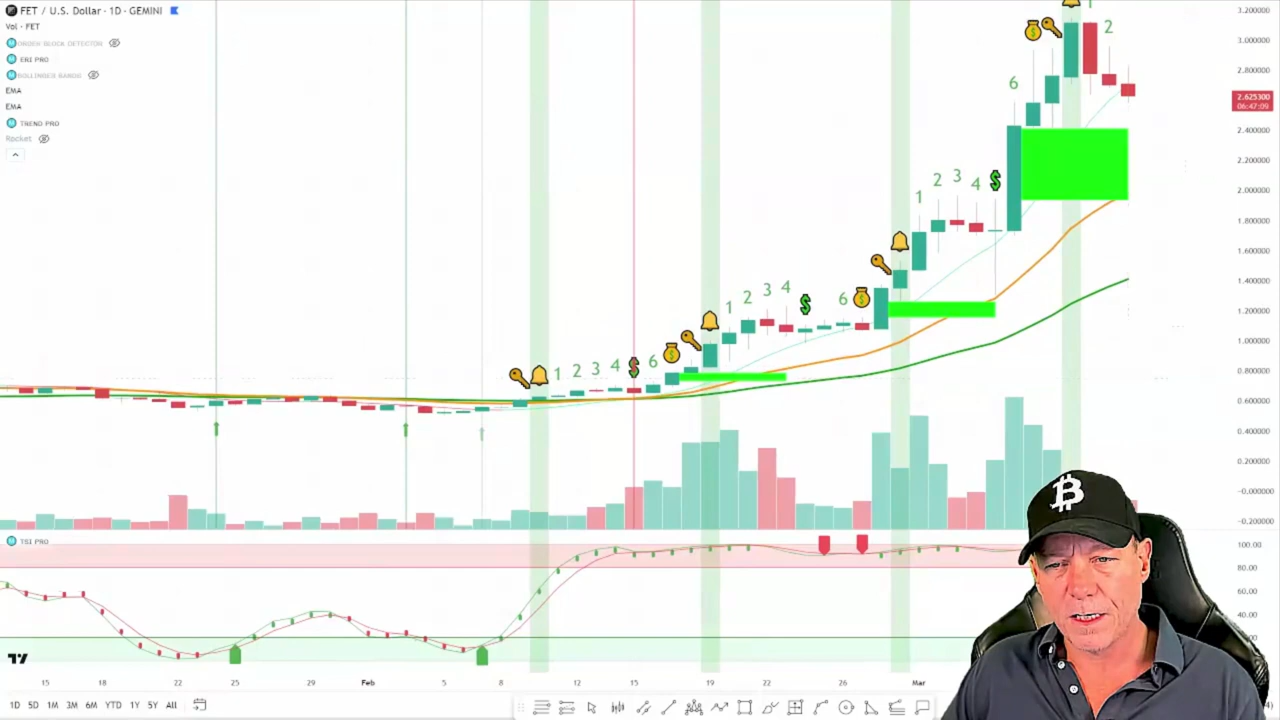 FET / U.S. Dollar · 1D · GEMINI
Vol · FET
ORDER BLOCK DETECTOR
EBI PRO
BOLLINGER BANDS
EMA
EMA
TREND PRO
Rocket
1
2
6
1 2 3 4
1 2 3 4 6
1 2 3 4 6
3.200000
3.000000
2.800000
2.625300
06:47:09
2.400000
2.200000
2.000000
1.800000
1.600000
1.400000
1.200000
1.000000
0.800000
0.600000
0.400000
0.200000
−0.000000
−0.200000
TSI PRO
100.00
80.00
60.00
40.00
15 18 22 25 29 Feb 5 8 12 15 19 22 26 Mar
1D 5D 1M 3M 6M YTD 1Y 5Y All